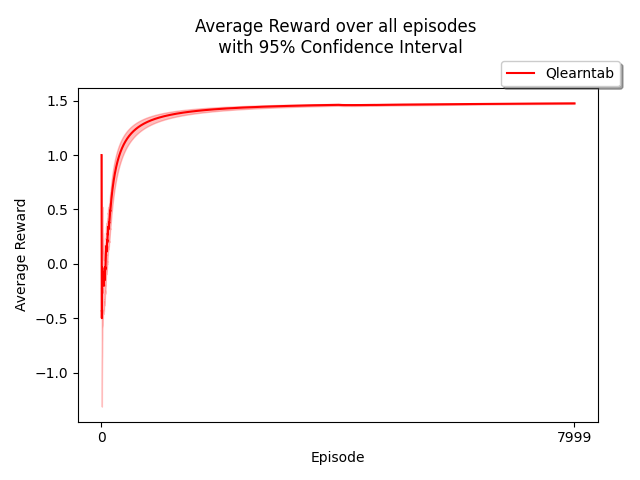 Average Reward over all episodes
with 95% Confidence Interval
Qlearntab
1.5
1.0
0.5
0.0
−0.5
−1.0
Average Reward
0
7999
Episode